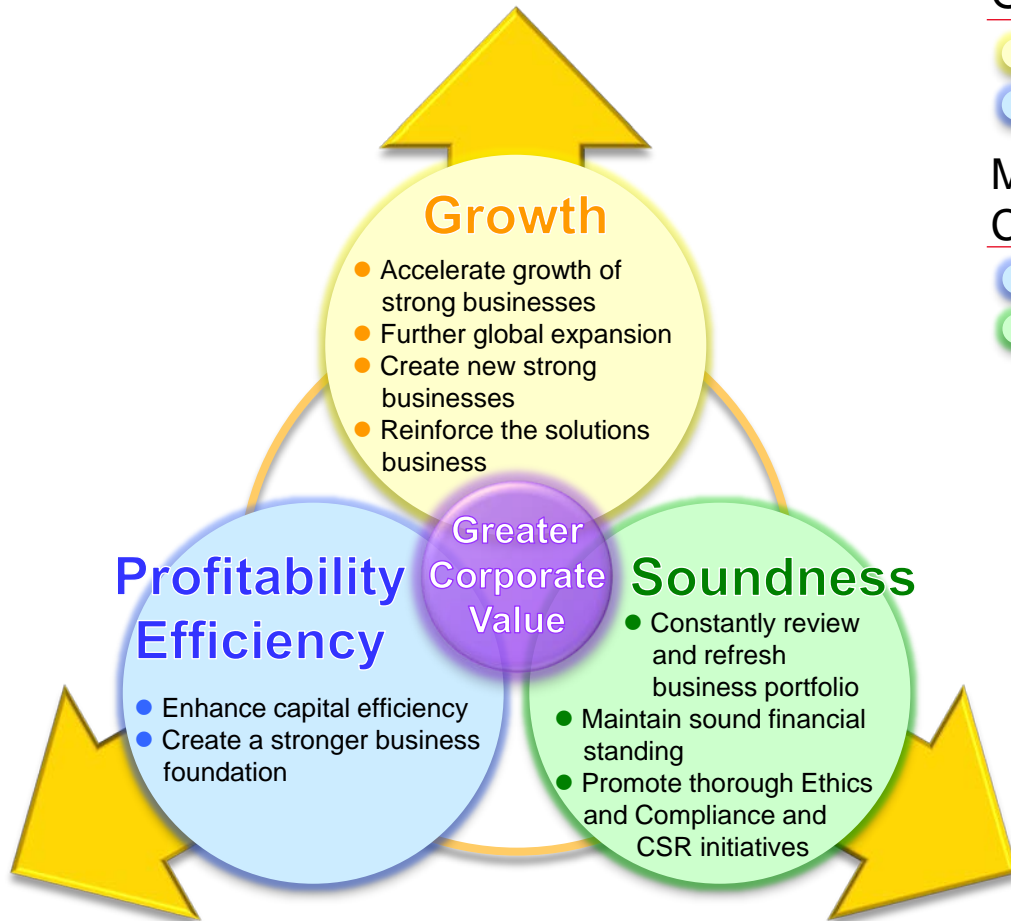 Growth
● Accelerate growth of
strong businesses
● Further global expansion
● Create new strong
businesses
● Reinforce the solutions
business
Greater
Corporate
Value
Profitability
Efficiency
● Enhance capital efficiency
● Create a stronger business
foundation
Soundness
● Constantly review
and refresh
business portfolio
● Maintain sound financial
standing
● Promote thorough Ethics
and Compliance and
CSR initiatives